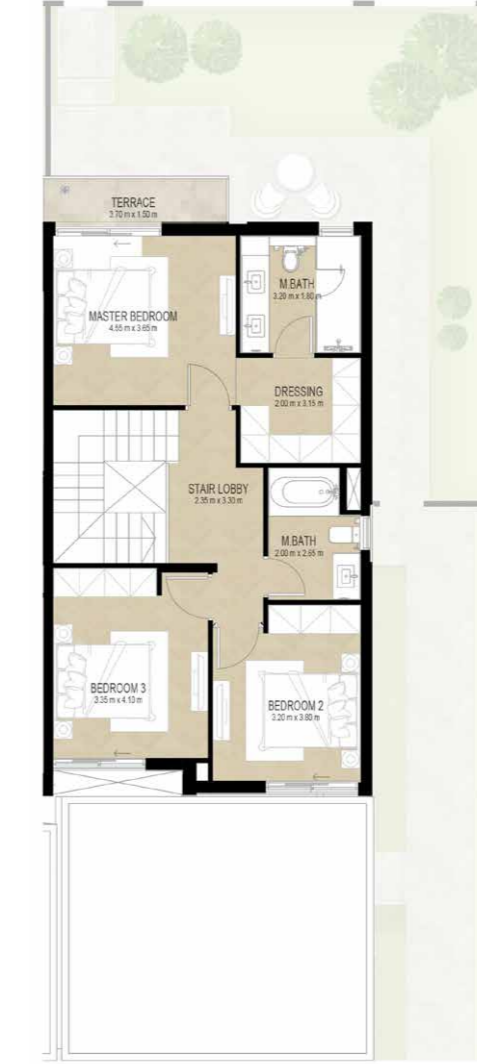 TERRACE
3.70 m x 1.50 m
M.BATH
3.20 m x 1.80 m
MASTER BEDROOM
4.55 m x 3.65 m
DRESSING
2.00 m x 3.15 m
STAIR LOBBY
2.35 m x 3.30 m
M.BATH
2.00 m x 2.65 m
BEDROOM 3
3.35 m x 4.10 m
BEDROOM 2
3.20 m x 3.80 m